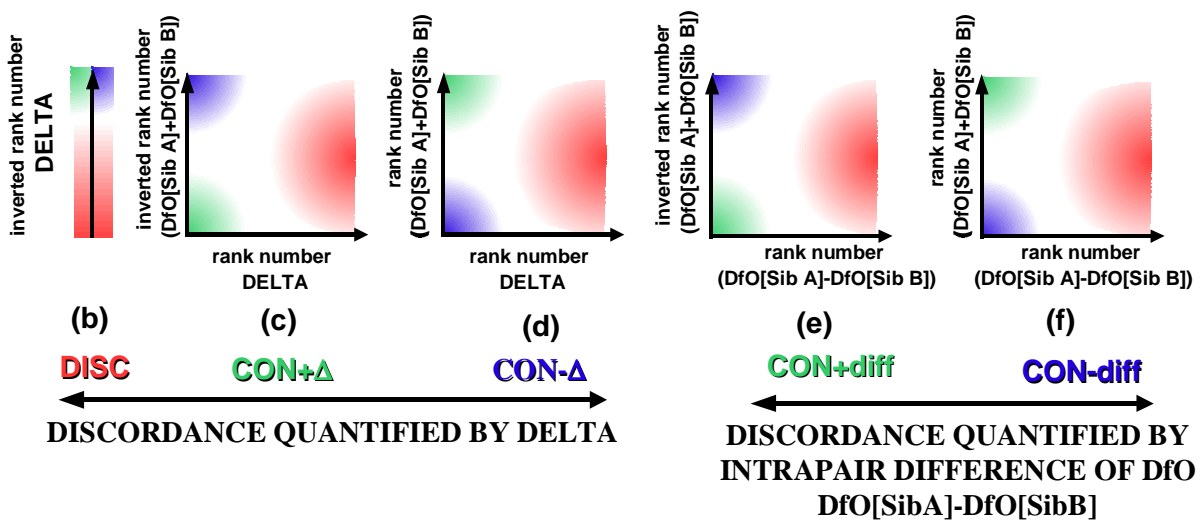 inverted rank number
DELTA
inverted rank number
(DfO[Sib A]+DfO[Sib B])
rank number
DELTA
rank number
(DfO[Sib A]+DfO[Sib B])
rank number
DELTA
inverted rank number
(DfO[Sib A]+DfO[Sib B])
rank number
(DfO[Sib A]-DfO[Sib B])
rank number
(DfO[Sib A]+DfO[Sib B])
rank number
(DfO[Sib A]-DfO[Sib B])
(b)
(c)
(d)
(e)
(f)
DISC
CON+Δ
CON-Δ
CON+diff
CON-diff
DISCORDANCE QUANTIFIED BY DELTA
DISCORDANCE QUANTIFIED BY
INTRAPAIR DIFFERENCE OF DfO
DfO[SibA]-DfO[SibB]